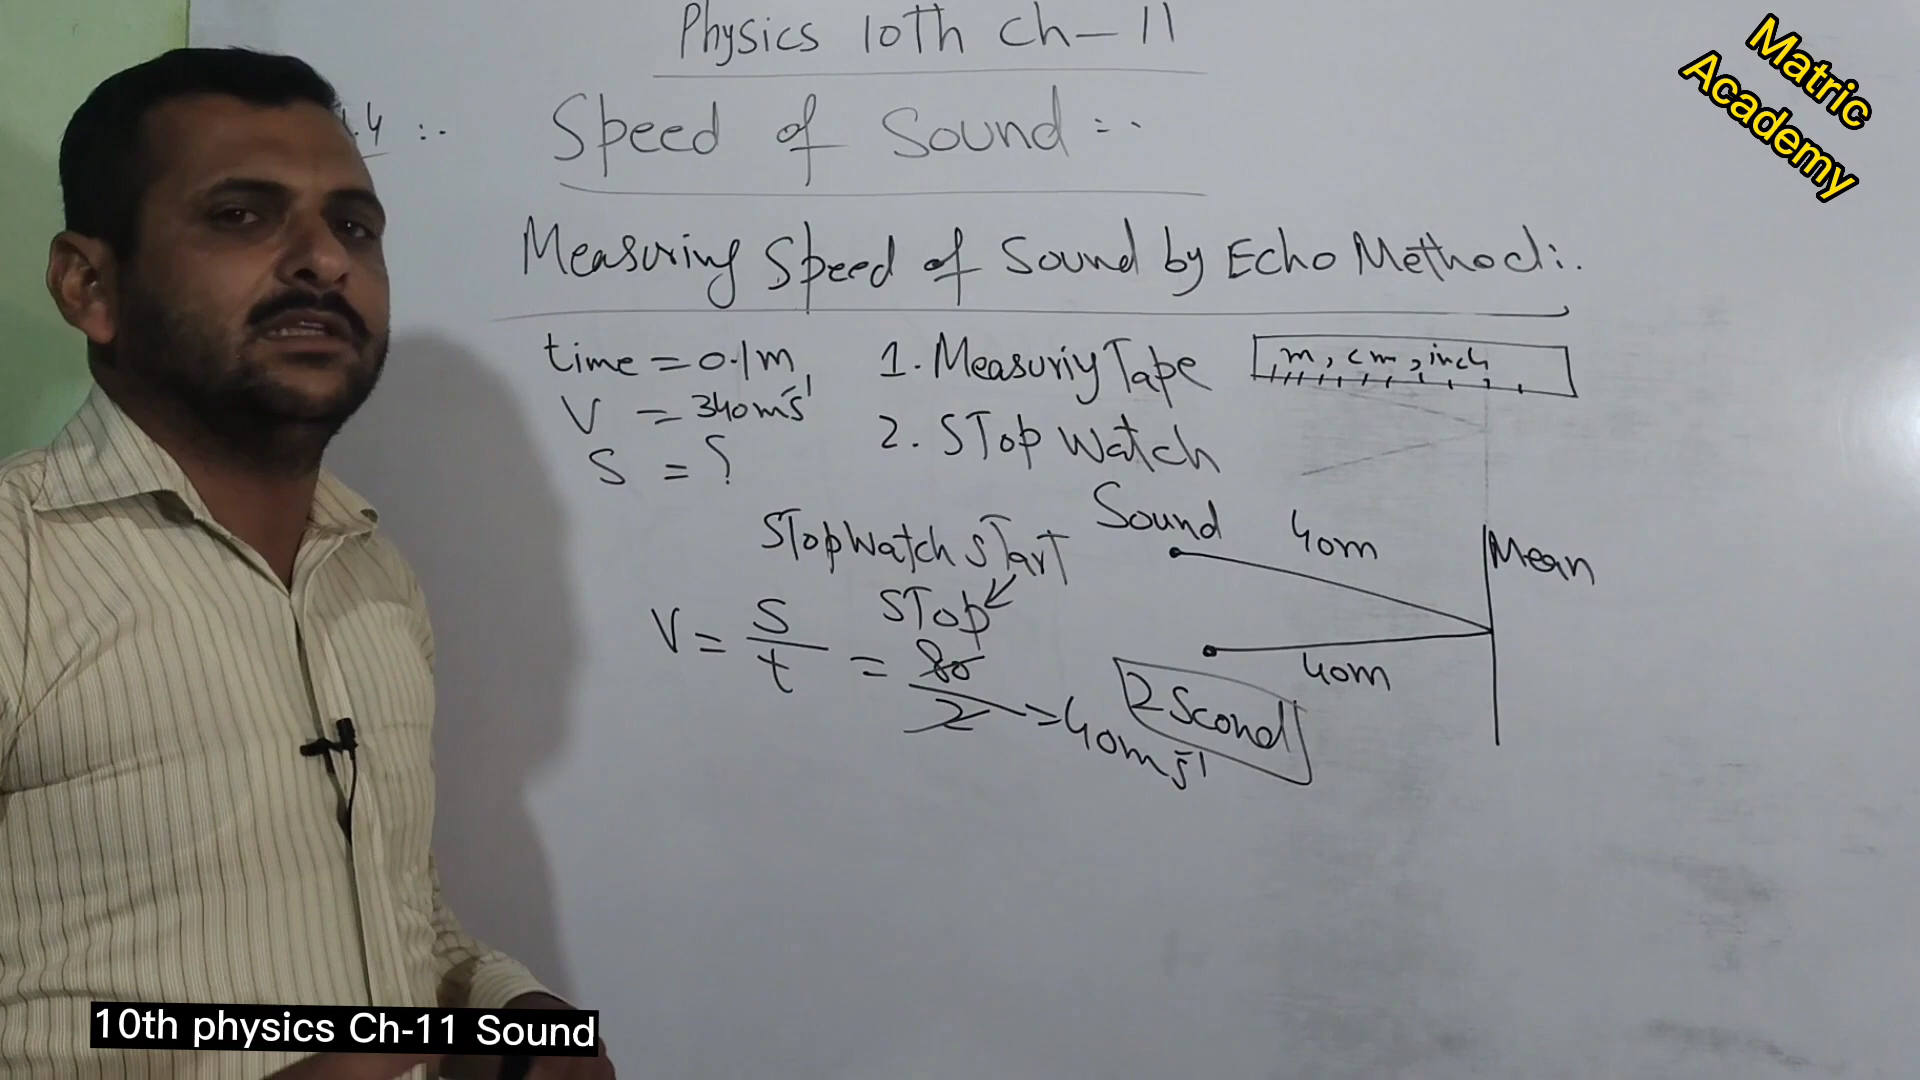 Physics 10th Ch-11
.4 :-
Speed of Sound :-
Measuring Speed of Sound by Echo Method:.
time = 0.1m
V = 340ms⁻¹
S = ?
1. Measuriy Tape
m, cm, inch
2. STop Watch
Sound 40m
Mean
STopWatch sTarT
STop
V = S/t = 80/2 = 40ms⁻¹
40m
2 Scond
Matric
Academy
10th physics Ch-11 Sound